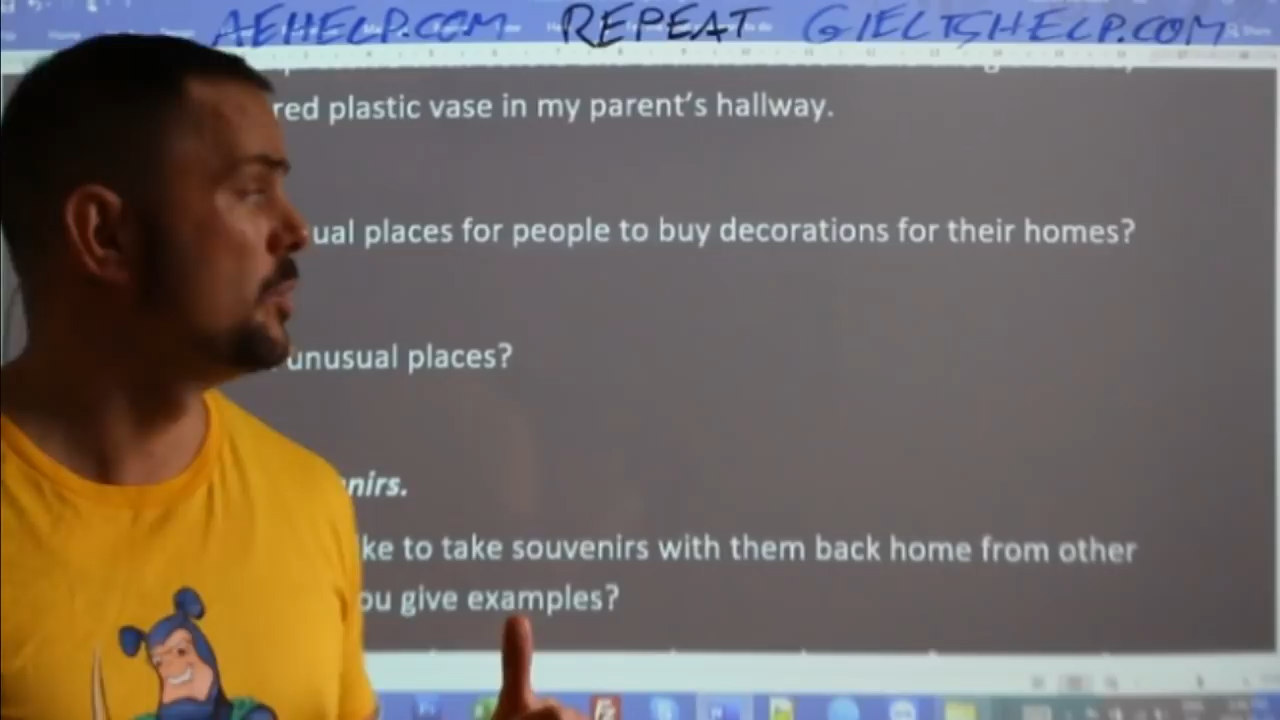 AEHELP.COM REPEAT GIELTSHELP.COM
red plastic vase in my parent's hallway.
ual places for people to buy decorations for their homes?
unusual places?
nirs.
ke to take souvenirs with them back home from other
ou give examples?